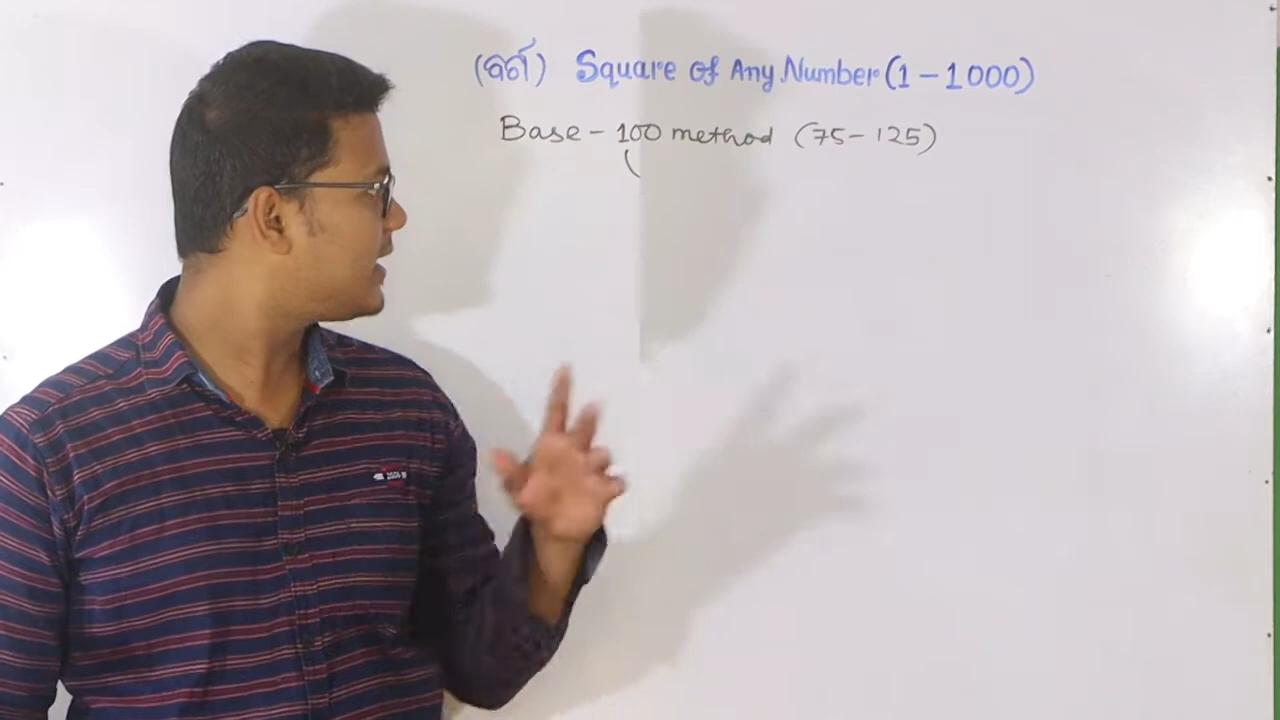 (ବର୍ଗ) Square Of Any Number (1 - 1000)
Base - 100 method (75 - 125)